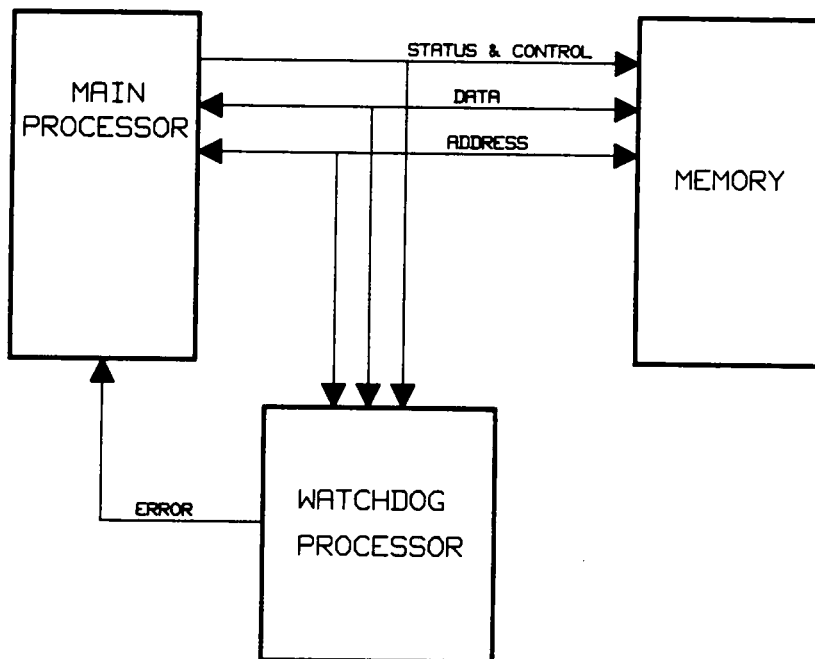 STATUS & CONTROL
MAIN
PROCESSOR
DATA
ADDRESS
MEMORY
WATCHDOG
PROCESSOR
ERROR